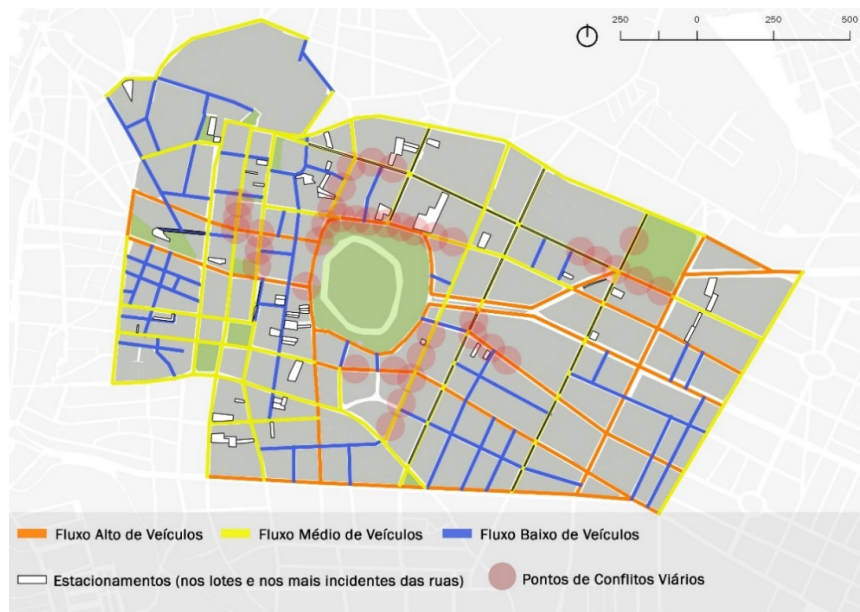 250 0 250 500
Fluxo Alto de Veículos Fluxo Médio de Veículos Fluxo Baixo de Veículos
Estacionamentos (nos lotes e nos mais incidentes das ruas) Pontos de Conflitos Viários